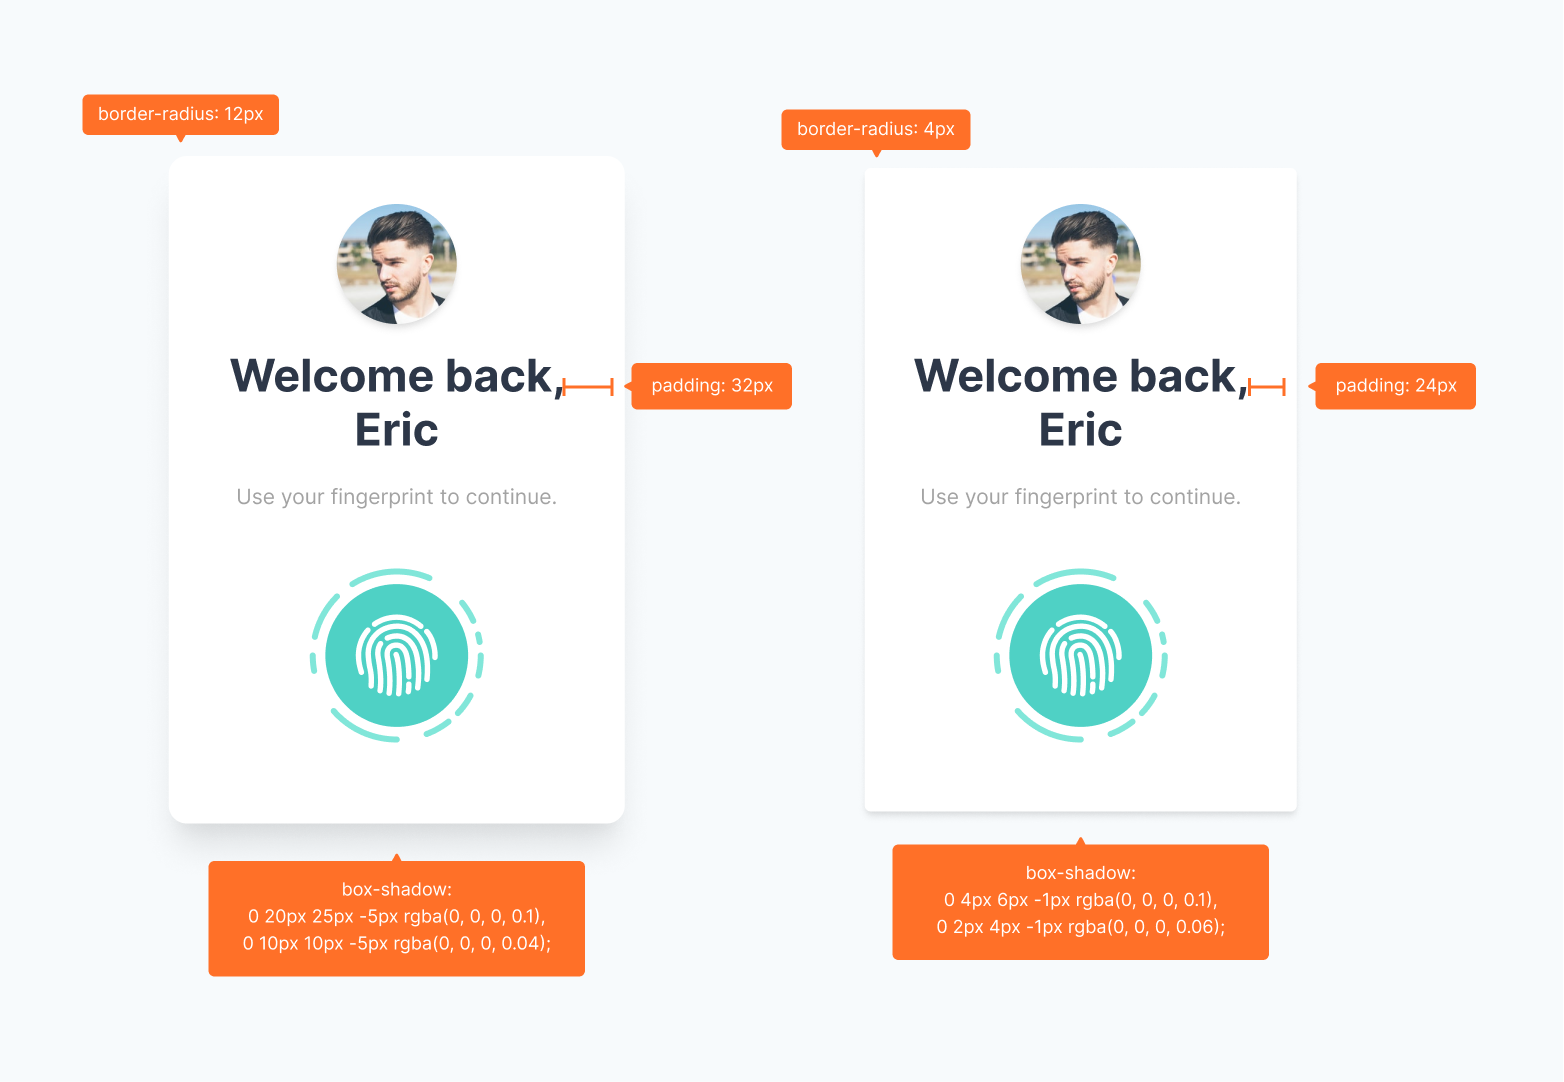 border-radius: 12px
Welcome back,
Eric
padding: 32px
Use your fingerprint to continue.
box-shadow:
0 20px 25px -5px rgba(0, 0, 0, 0.1),
0 10px 10px -5px rgba(0, 0, 0, 0.04);
border-radius: 4px
Welcome back,
Eric
padding: 24px
Use your fingerprint to continue.
box-shadow:
0 4px 6px -1px rgba(0, 0, 0, 0.1),
0 2px 4px -1px rgba(0, 0, 0, 0.06);